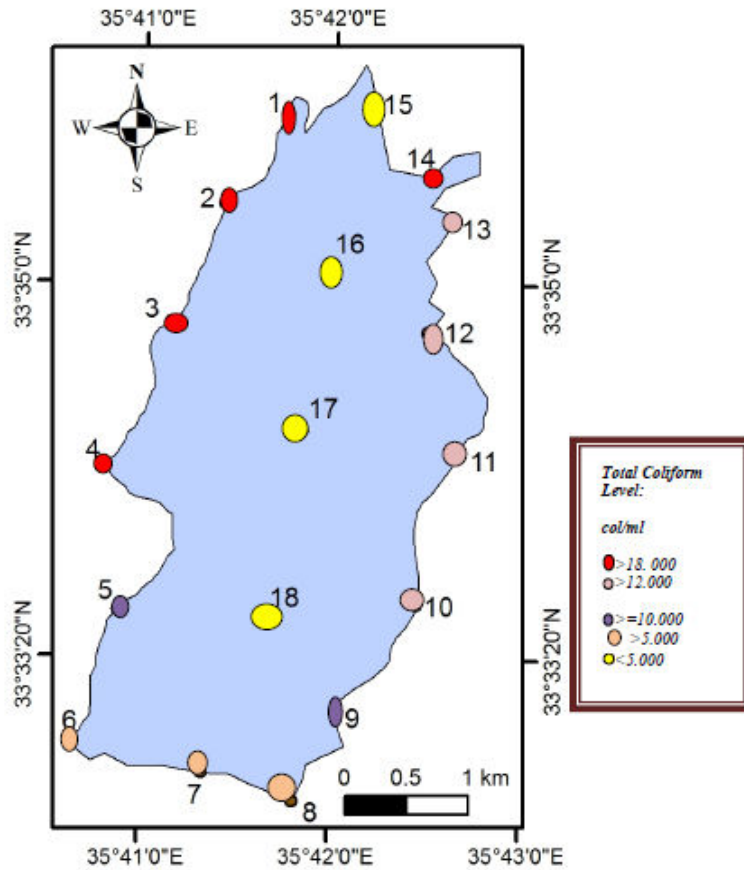 35°41'0"E
35°42'0"E
N
W
E
S
1
15
14
2
13
16
33°35'0"N
33°35'0"N
3
12
17
4
11
Total Coliform
Level:
col/ml
>18. 000
>12.000
>=10.000
>5.000
<5.000
5
18
10
33°33'20"N
33°33'20"N
6
9
7
8
0 0.5 1 km
35°41'0"E
35°42'0"E
35°43'0"E